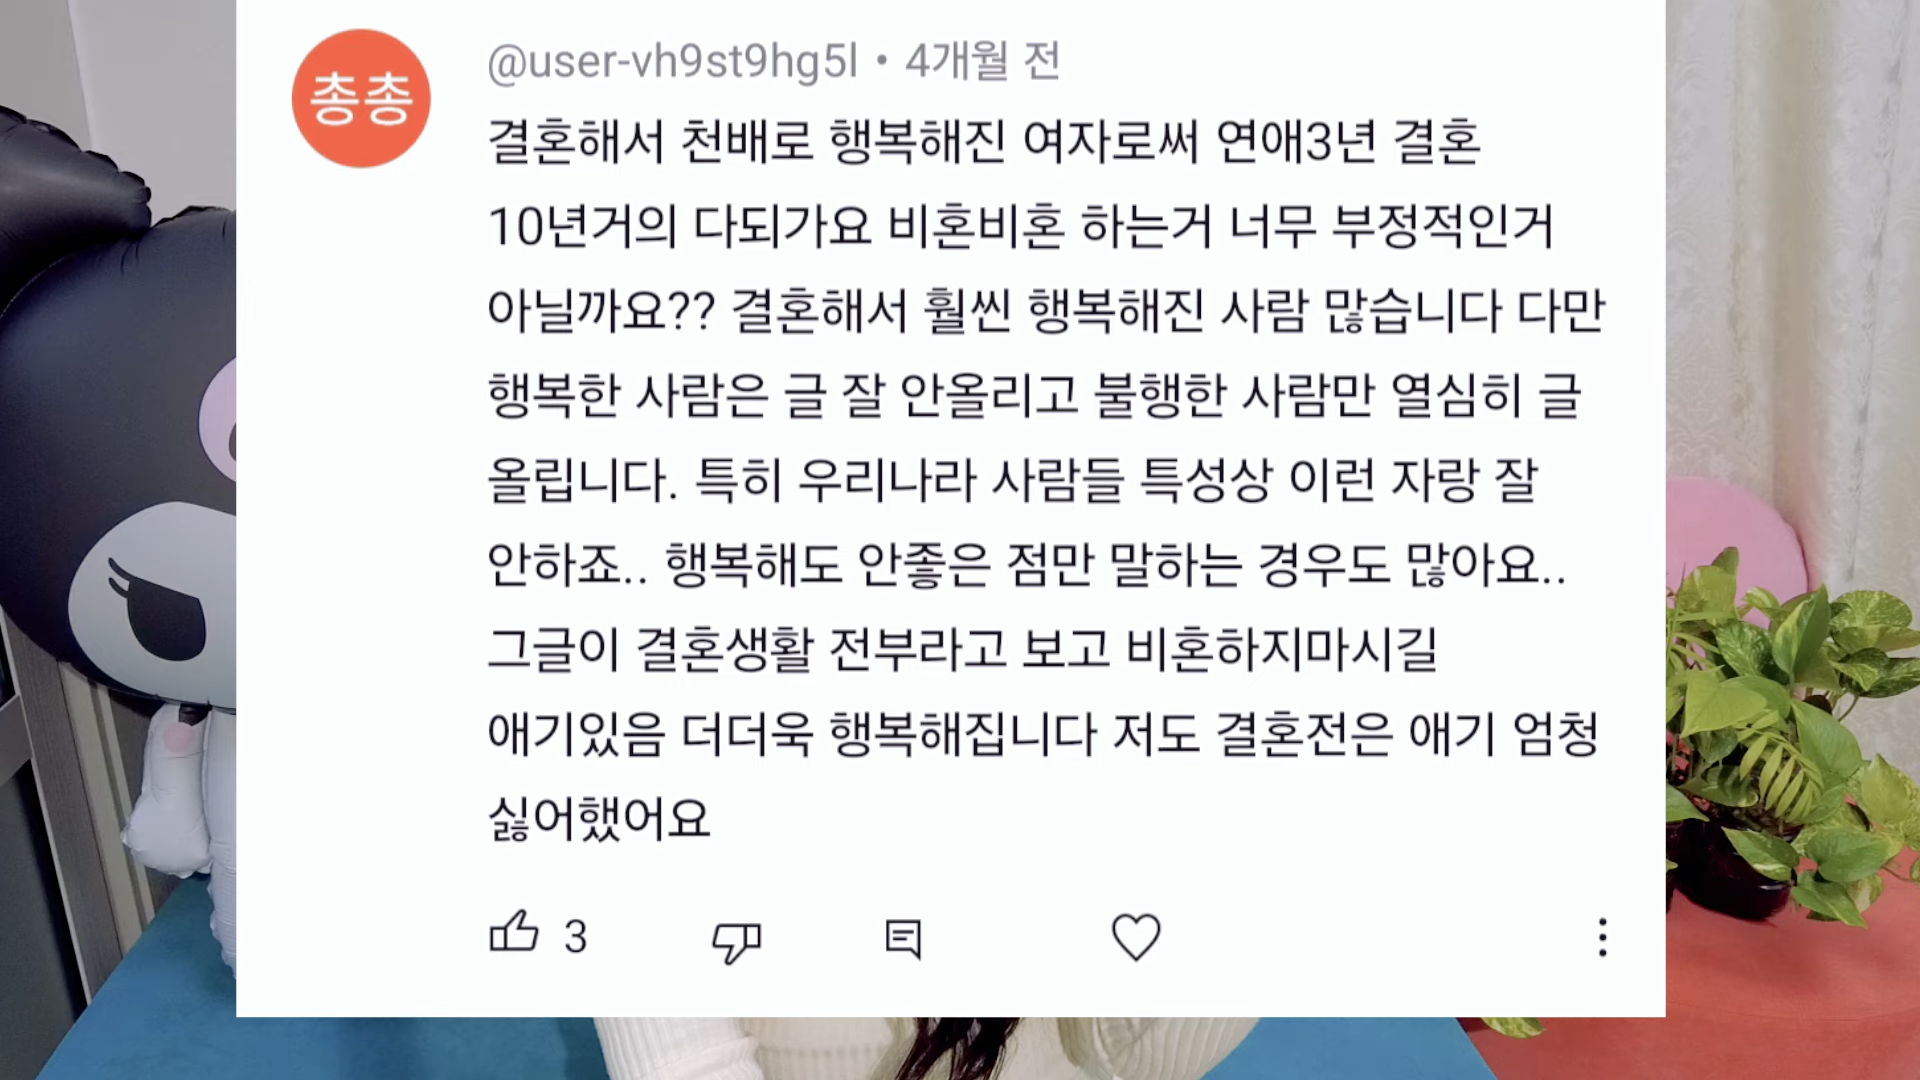 총총
@user-vh9st9hg5l • 4개월 전
결혼해서 천배로 행복해진 여자로써 연애3년 결혼
10년거의 다되가요 비혼비혼 하는거 너무 부정적인거
아닐까요?? 결혼해서 훨씬 행복해진 사람 많습니다 다만
행복한 사람은 글 잘 안올리고 불행한 사람만 열심히 글
올립니다. 특히 우리나라 사람들 특성상 이런 자랑 잘
안하죠.. 행복해도 안좋은 점만 말하는 경우도 많아요..
그글이 결혼생활 전부라고 보고 비혼하지마시길
애기있음 더더욱 행복해집니다 저도 결혼전은 애기 엄청
싫어했어요
3